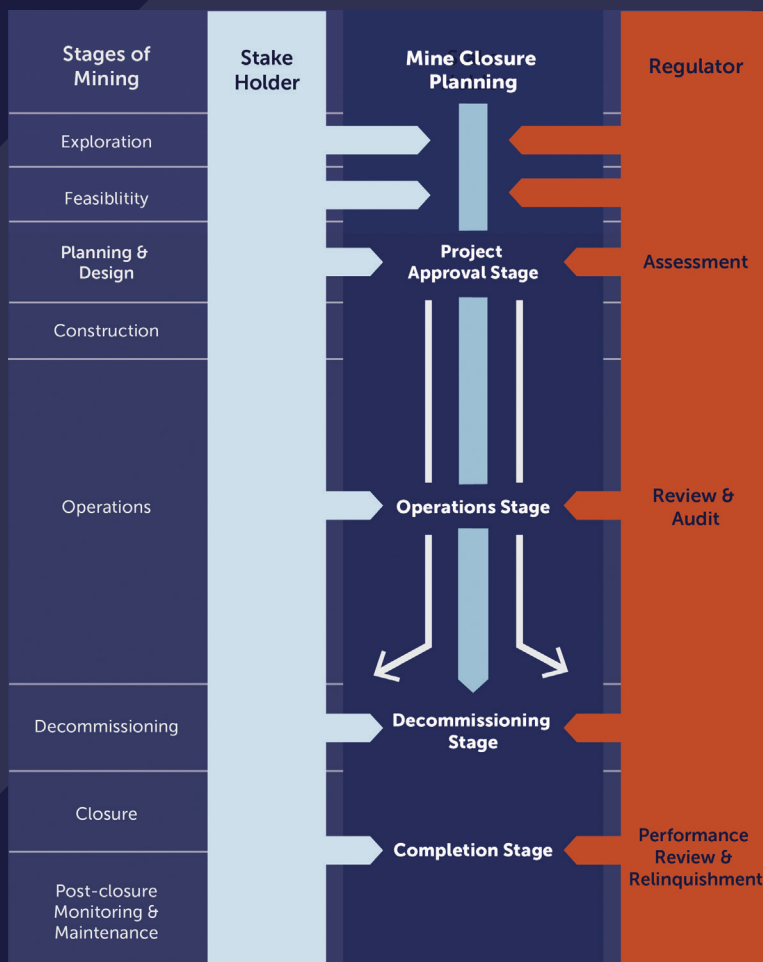 Stages of
Mining
Stake
Holder
Mine Closure
Planning
Regulator
Exploration
Feasiblitity
Planning &
Design
Project
Approval Stage
Assessment
Construction
Operations
Operations Stage
Review &
Audit
Decommissioning
Decommissioning
Stage
Closure
Completion Stage
Performance
Review &
Relinquishment
Post-closure
Monitoring &
Maintenance